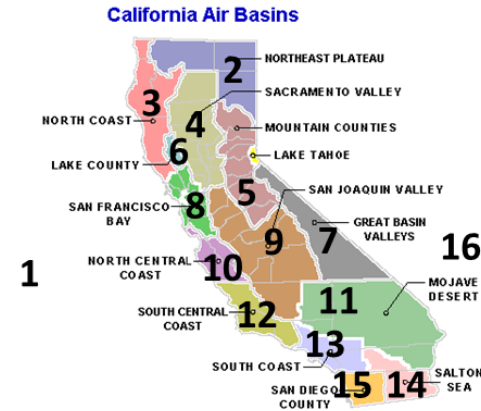 California Air Basins
2
NORTHEAST PLATEAU
3
SACRAMENTO VALLEY
NORTH COAST
4
MOUNTAIN COUNTIES
6
LAKE COUNTY
LAKE TAHOE
5
SAN JOAQUIN VALLEY
SAN FRANCISCO
BAY
8
GREAT BASIN
VALLEYS
9
7
16
NORTH CENTRAL
COAST
10
1
MOJAVE
DESERT
11
SOUTH CENTRAL
COAST
12
13
SOUTH COAST
SALTON
SEA
SAN DIEGO
COUNTY
15
14